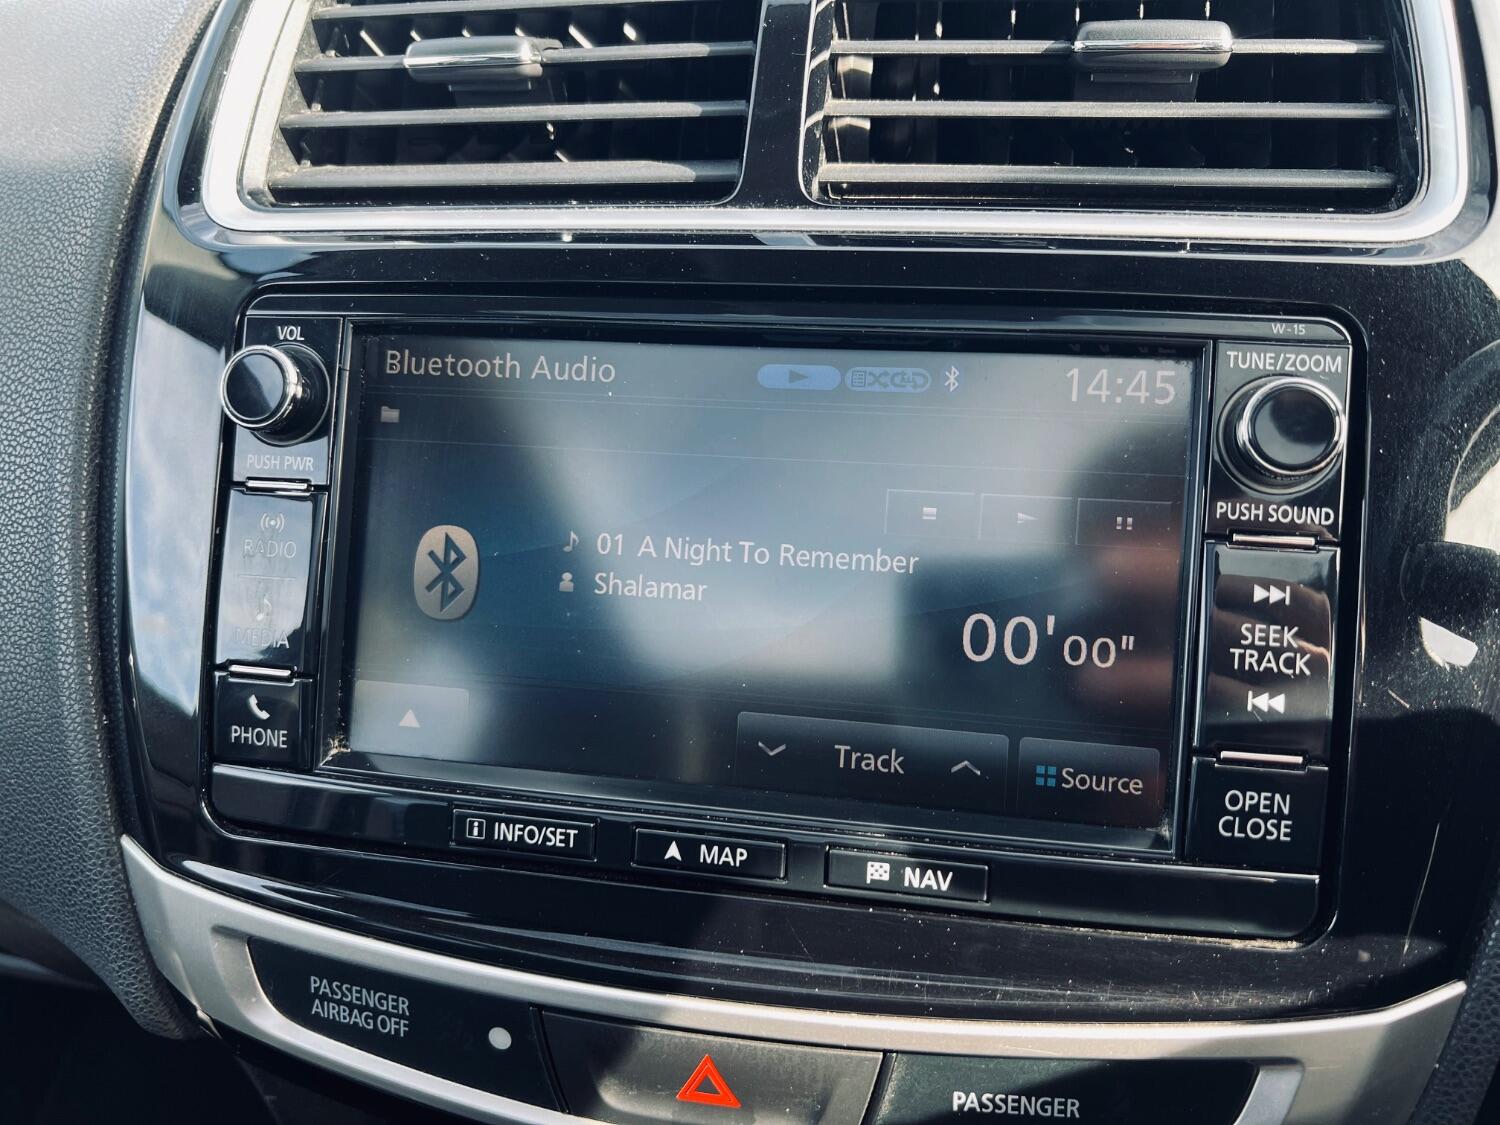 W-15
VOL
TUNE/ZOOM
Bluetooth Audio
14:45
PUSH PWR
PUSH SOUND
RADIO
MEDIA
01 A Night To Remember
Shalamar
00'00"
SEEK
TRACK
PHONE
Track
Source
OPEN
CLOSE
INFO/SET
MAP
NAV
PASSENGER
AIRBAG OFF
PASSENGER